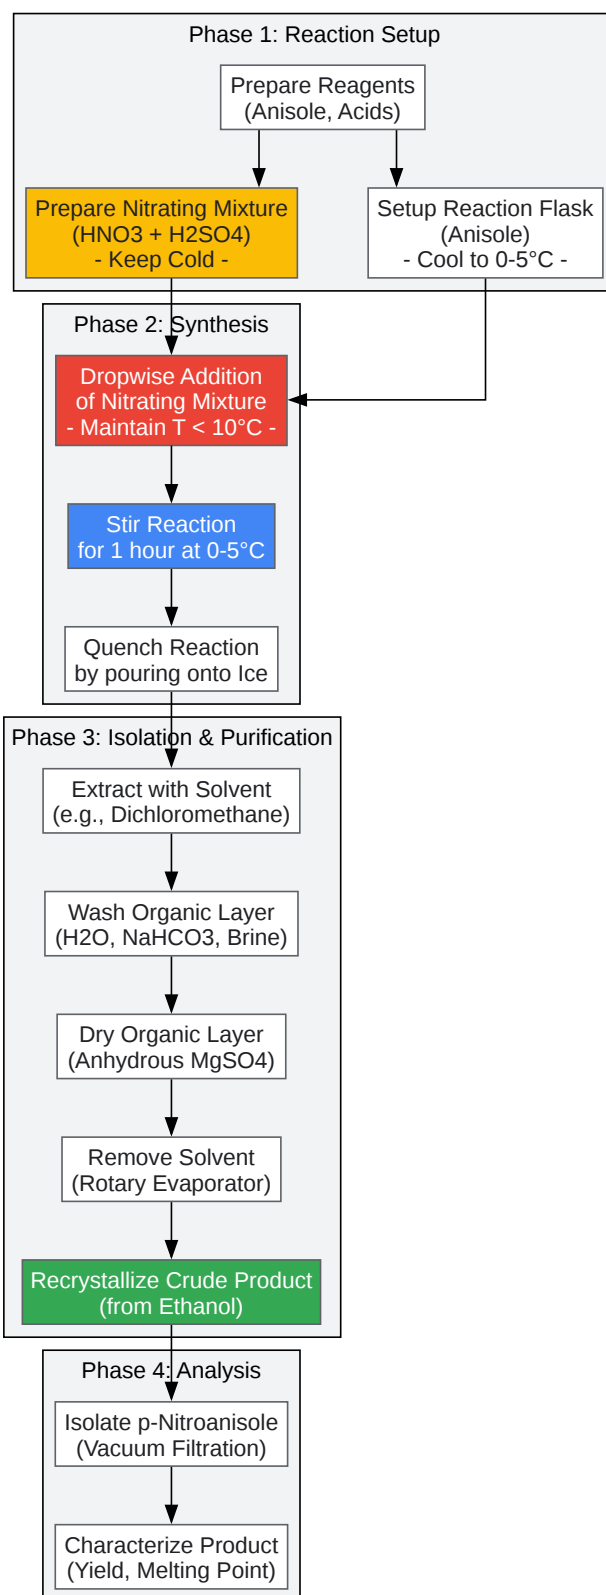 Phase 1: Reaction Setup
Prepare Reagents
(Anisole, Acids)
Prepare Nitrating Mixture
(HNO3 + H2SO4)
- Keep Cold -
Setup Reaction Flask
(Anisole)
- Cool to 0-5°C -
Phase 2: Synthesis
Dropwise Addition
of Nitrating Mixture
- Maintain T < 10°C -
Stir Reaction
for 1 hour at 0-5°C
Quench Reaction
by pouring onto Ice
Phase 3: Isolation & Purification
Extract with Solvent
(e.g., Dichloromethane)
Wash Organic Layer
(H2O, NaHCO3, Brine)
Dry Organic Layer
(Anhydrous MgSO4)
Remove Solvent
(Rotary Evaporator)
Recrystallize Crude Product
(from Ethanol)
Phase 4: Analysis
Isolate p-Nitroanisole
(Vacuum Filtration)
Characterize Product
(Yield, Melting Point)